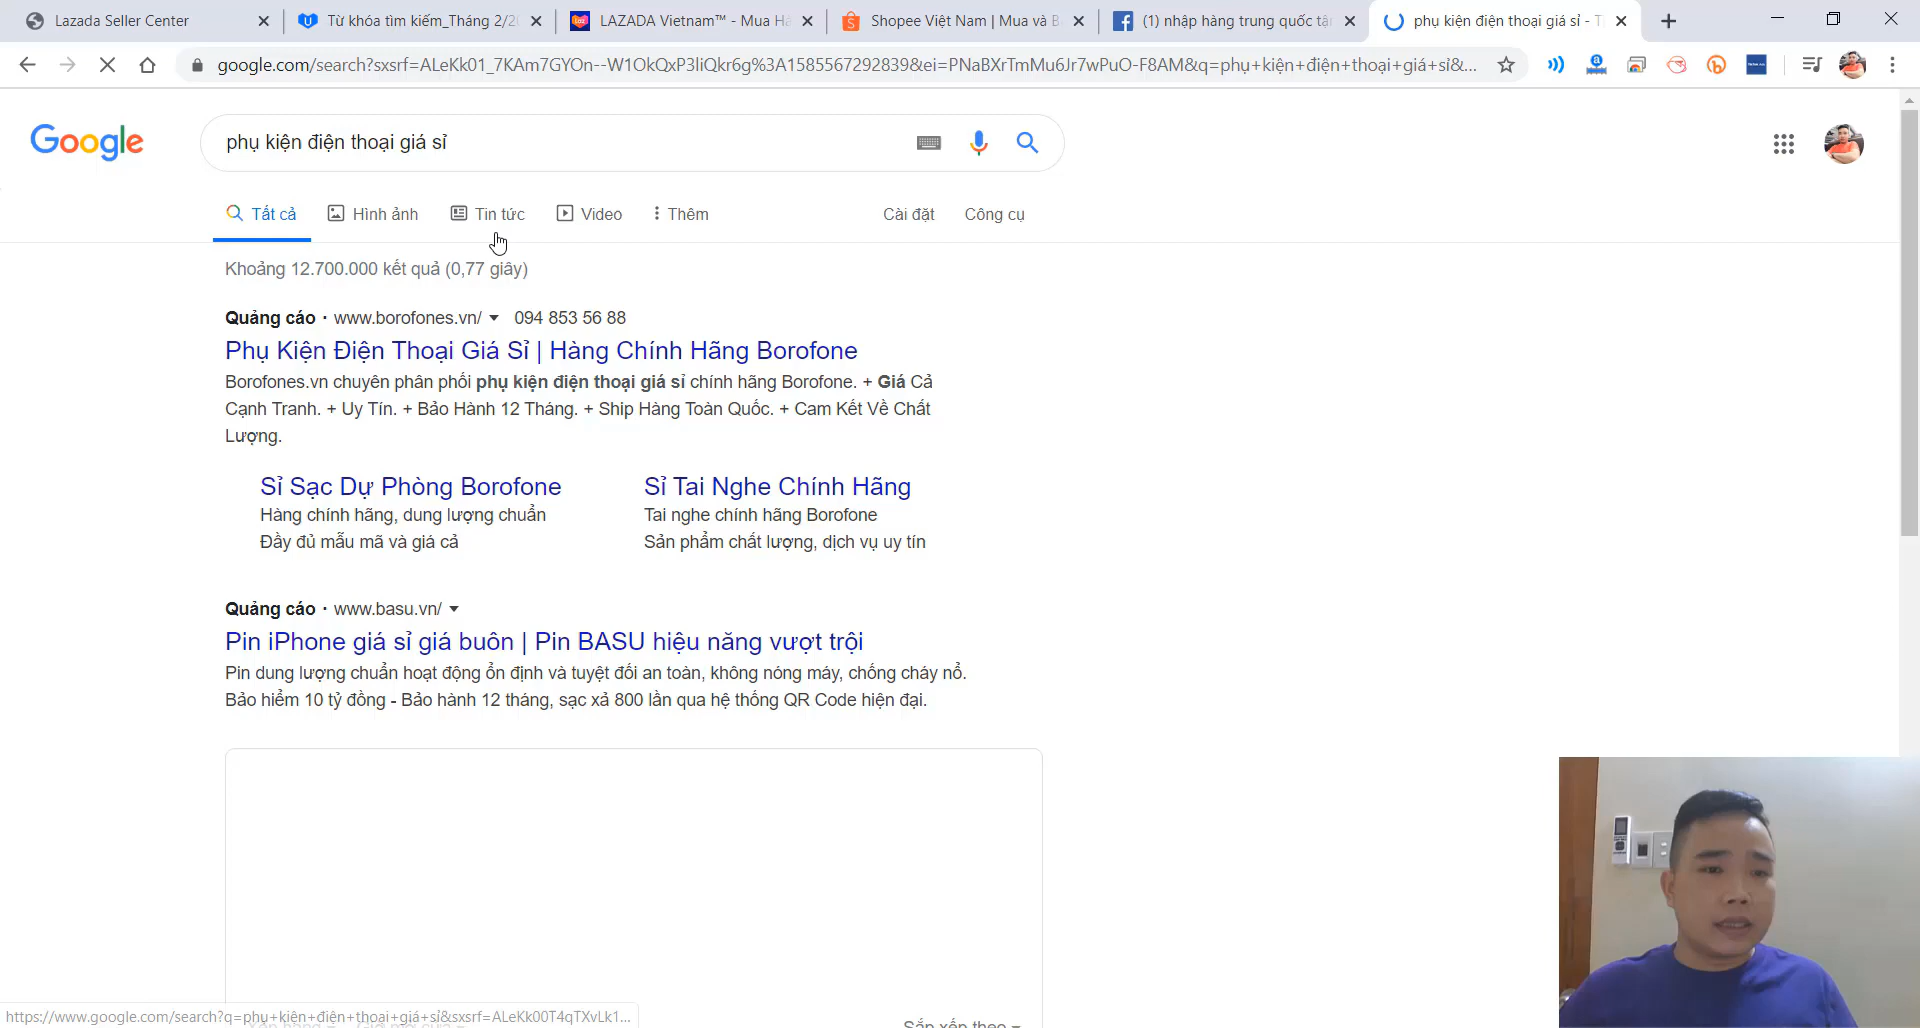 Lazada Seller Center
Từ khóa tìm kiếm_Tháng 2/20
LAZADA Vietnam™ - Mua Hà
Shopee Việt Nam | Mua và B
(1) nhập hàng trung quốc tận
phụ kiện điện thoại giá sỉ - T
google.com/search?sxsrf=ALeKk01_7KAm7GYOn--W1OkQxP3liQkr6g%3A1585567292839&ei=PNaBXrTmMu6Jr7wPuO-F8AM&q=phụ+kiện+điện+thoại+giá+sỉ&...
Google
phụ kiện điện thoại giá sỉ
Tất cả
Hình ảnh
Tin tức
Video
Thêm
Cài đặt
Công cụ
Khoảng 12.700.000 kết quả (0,77 giây)
Quảng cáo · www.borofones.vn/ 094 853 56 88
Phụ Kiện Điện Thoại Giá Sỉ | Hàng Chính Hãng Borofone
Borofones.vn chuyên phân phối phụ kiện điện thoại giá sỉ chính hãng Borofone. + Giá Cả
Cạnh Tranh. + Uy Tín. + Bảo Hành 12 Tháng. + Ship Hàng Toàn Quốc. + Cam Kết Về Chất
Lượng.
Sỉ Sạc Dự Phòng Borofone
Hàng chính hãng, dung lượng chuẩn
Đầy đủ mẫu mã và giá cả
Sỉ Tai Nghe Chính Hãng
Tai nghe chính hãng Borofone
Sản phẩm chất lượng, dịch vụ uy tín
Quảng cáo · www.basu.vn/
Pin iPhone giá sỉ giá buôn | Pin BASU hiệu năng vượt trội
Pin dung lượng chuẩn hoạt động ổn định và tuyệt đối an toàn, không nóng máy, chống cháy nổ.
Bảo hiểm 10 tỷ đồng - Bảo hành 12 tháng, sạc xả 800 lần qua hệ thống QR Code hiện đại.
https://www.google.com/search?q=phụ+kiện+điện+thoại+giá+sỉ&sxsrf=ALeKk00T4qTXvLk1...
Sắp xếp theo